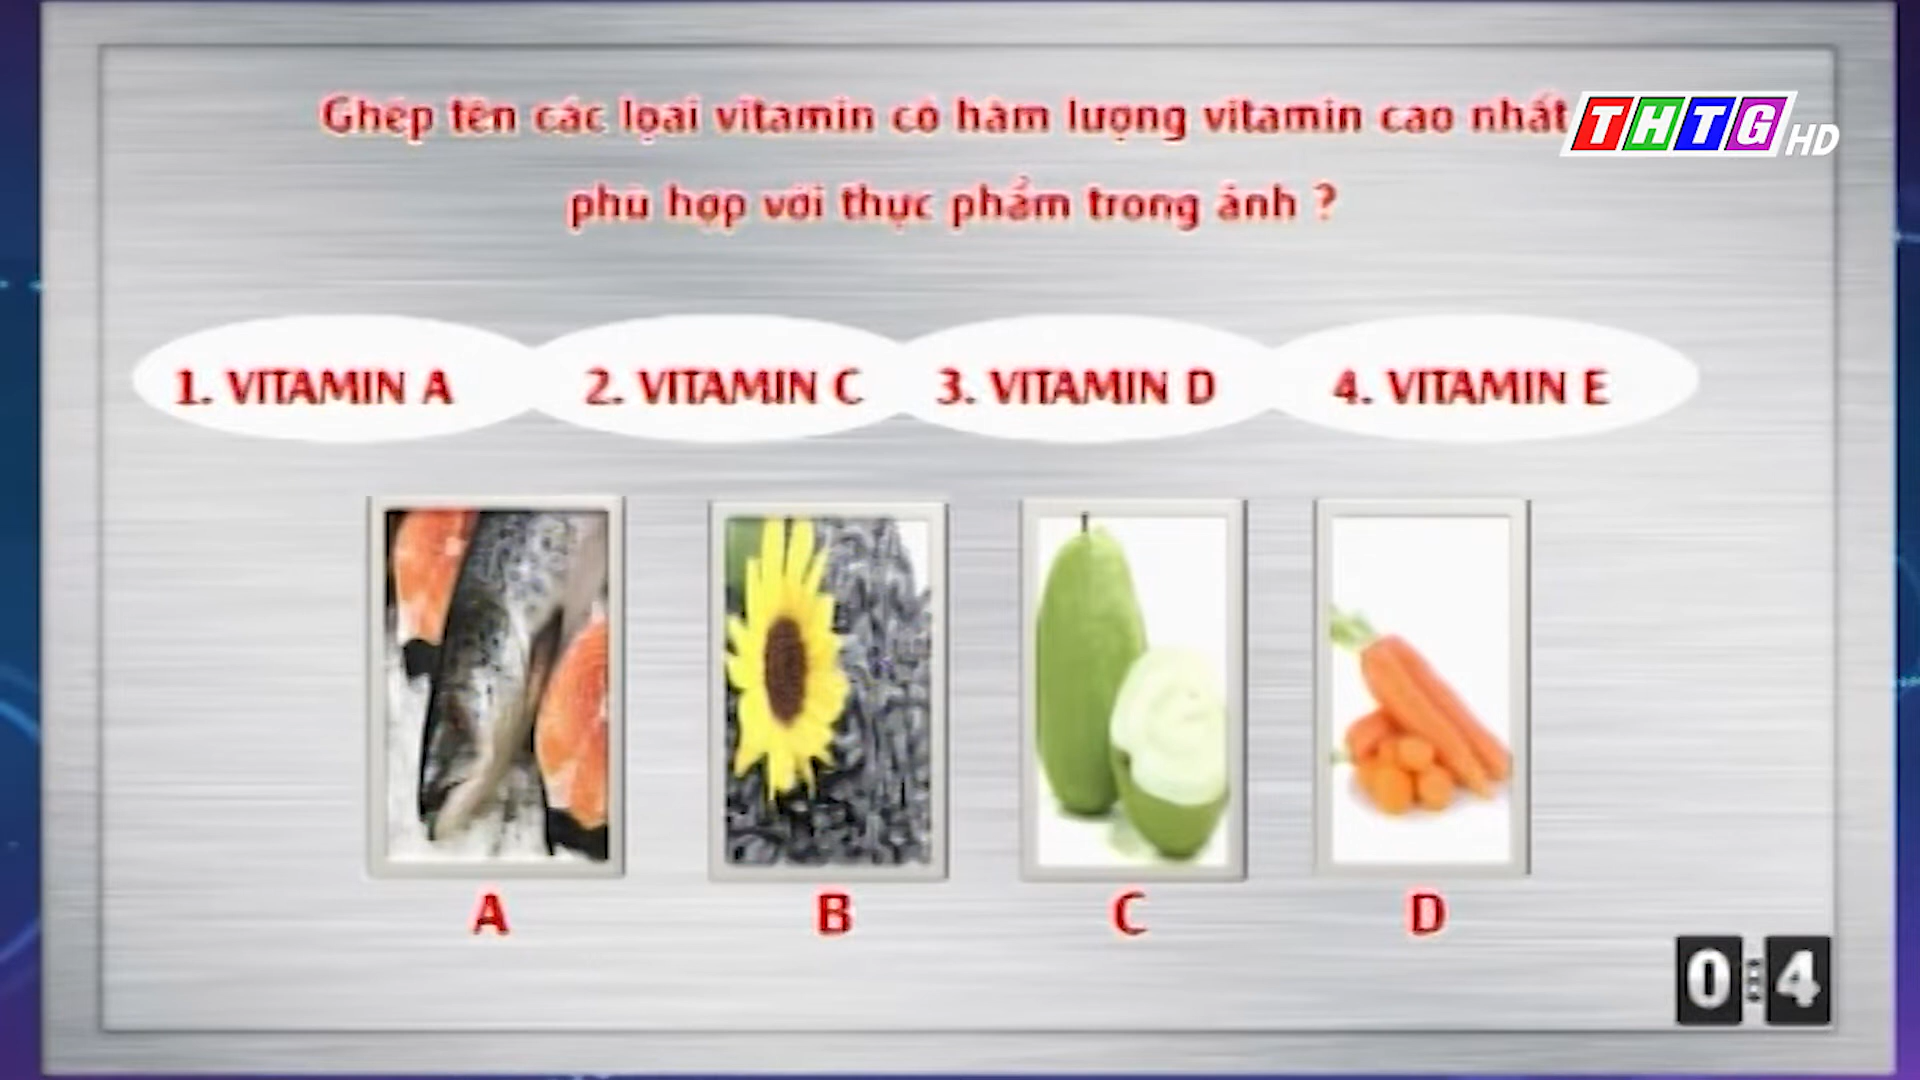 Ghép tên các lọai vitamin có hàm lượng vitamin cao nhất
THTG HD
phù hợp với thực phẩm trong ảnh ?
1. VITAMIN A 2. VITAMIN C 3. VITAMIN D 4. VITAMIN E
A B C D
0:4